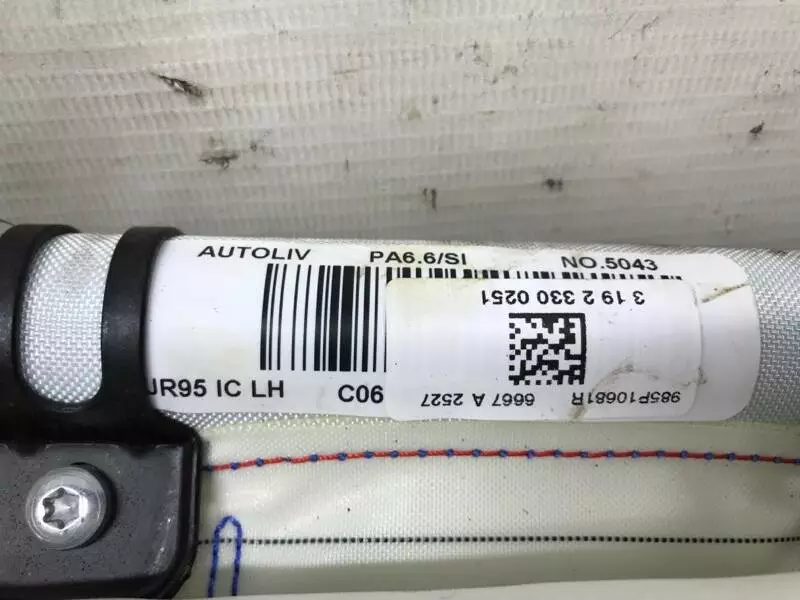 AUTOLIV PA6.6/SI NO.5043
3 19 2 330 0251
JR95 IC LH C06
6667 A 2527
985P10681R